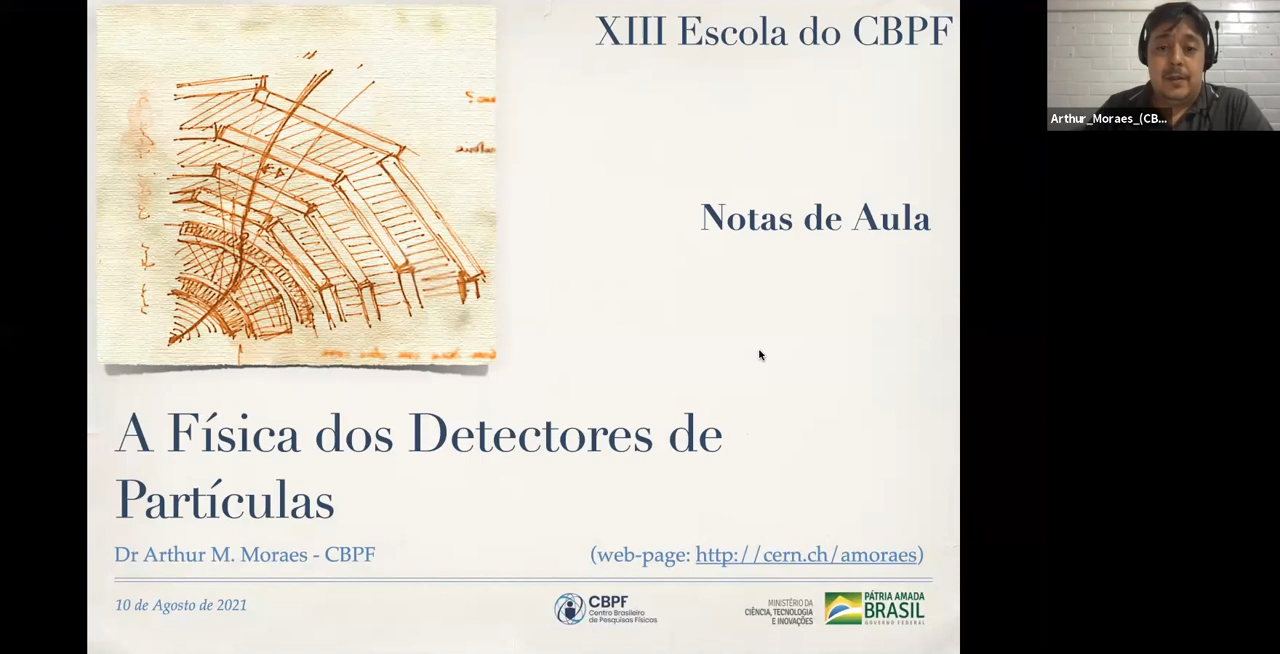 XIII Escola do CBPF
Arthur_Moraes_(CB...
Notas de Aula
A Física dos Detectores de
Partículas
Dr Arthur M. Moraes - CBPF
(web-page: http://cern.ch/amoraes)
10 de Agosto de 2021
CBPF
Centro Brasileiro
de Pesquisas Físicas
MINISTÉRIO DA
CIÊNCIA, TECNOLOGIA
E INOVAÇÕES
PÁTRIA AMADA
BRASIL
GOVERNO FEDERAL